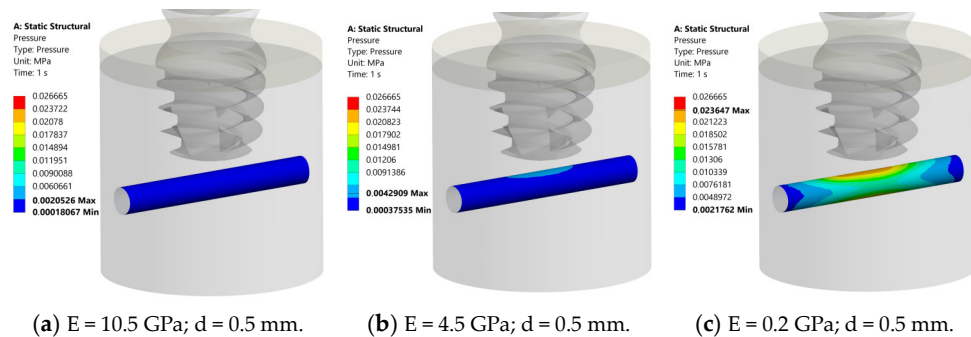 A: Static Structural
Pressure
Type: Pressure
Unit: MPa
Time: 1 s
0.026665
0.023722
0.02078
0.017837
0.014894
0.011951
0.0090088
0.0060661
0.0020526 Max
0.00018067 Min
(a) E = 10.5 GPa; d = 0.5 mm.
A: Static Structural
Pressure
Type: Pressure
Unit: MPa
Time: 1 s
0.026665
0.023744
0.020823
0.017902
0.014981
0.01206
0.0091386
0.0042909 Max
0.00037535 Min
(b) E = 4.5 GPa; d = 0.5 mm.
A: Static Structural
Pressure
Type: Pressure
Unit: MPa
Time: 1 s
0.026665
0.023647 Max
0.021223
0.018502
0.015781
0.01306
0.010339
0.0076181
0.0048972
0.0021762 Min
(c) E = 0.2 GPa; d = 0.5 mm.